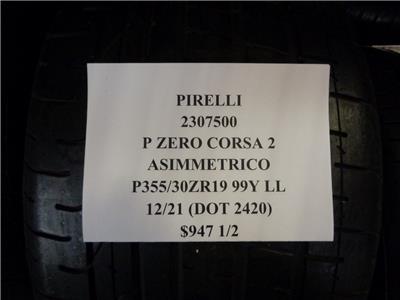 PIRELLI
2307500
P ZERO CORSA 2
ASIMMETRICO
P355/30ZR19 99Y LL
12/21 (DOT 2420)
$947 1/2